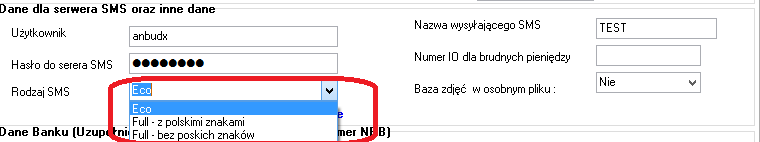 Dane dla serwera SMS oraz inne dane
Użytkownik
anbudx
Hasło do serera SMS
●●●●●●●●
Rodzaj SMS
Eco
Eco
Full - z polskimi znakami
Full - bez poskich znaków
Nazwa wysyłającego SMS
TEST
Numer IO dla brudnych pieniędzy
Baza zdjęć w osobnym pliku :
Nie
Dane Banku (Uzupełni mer NRB)